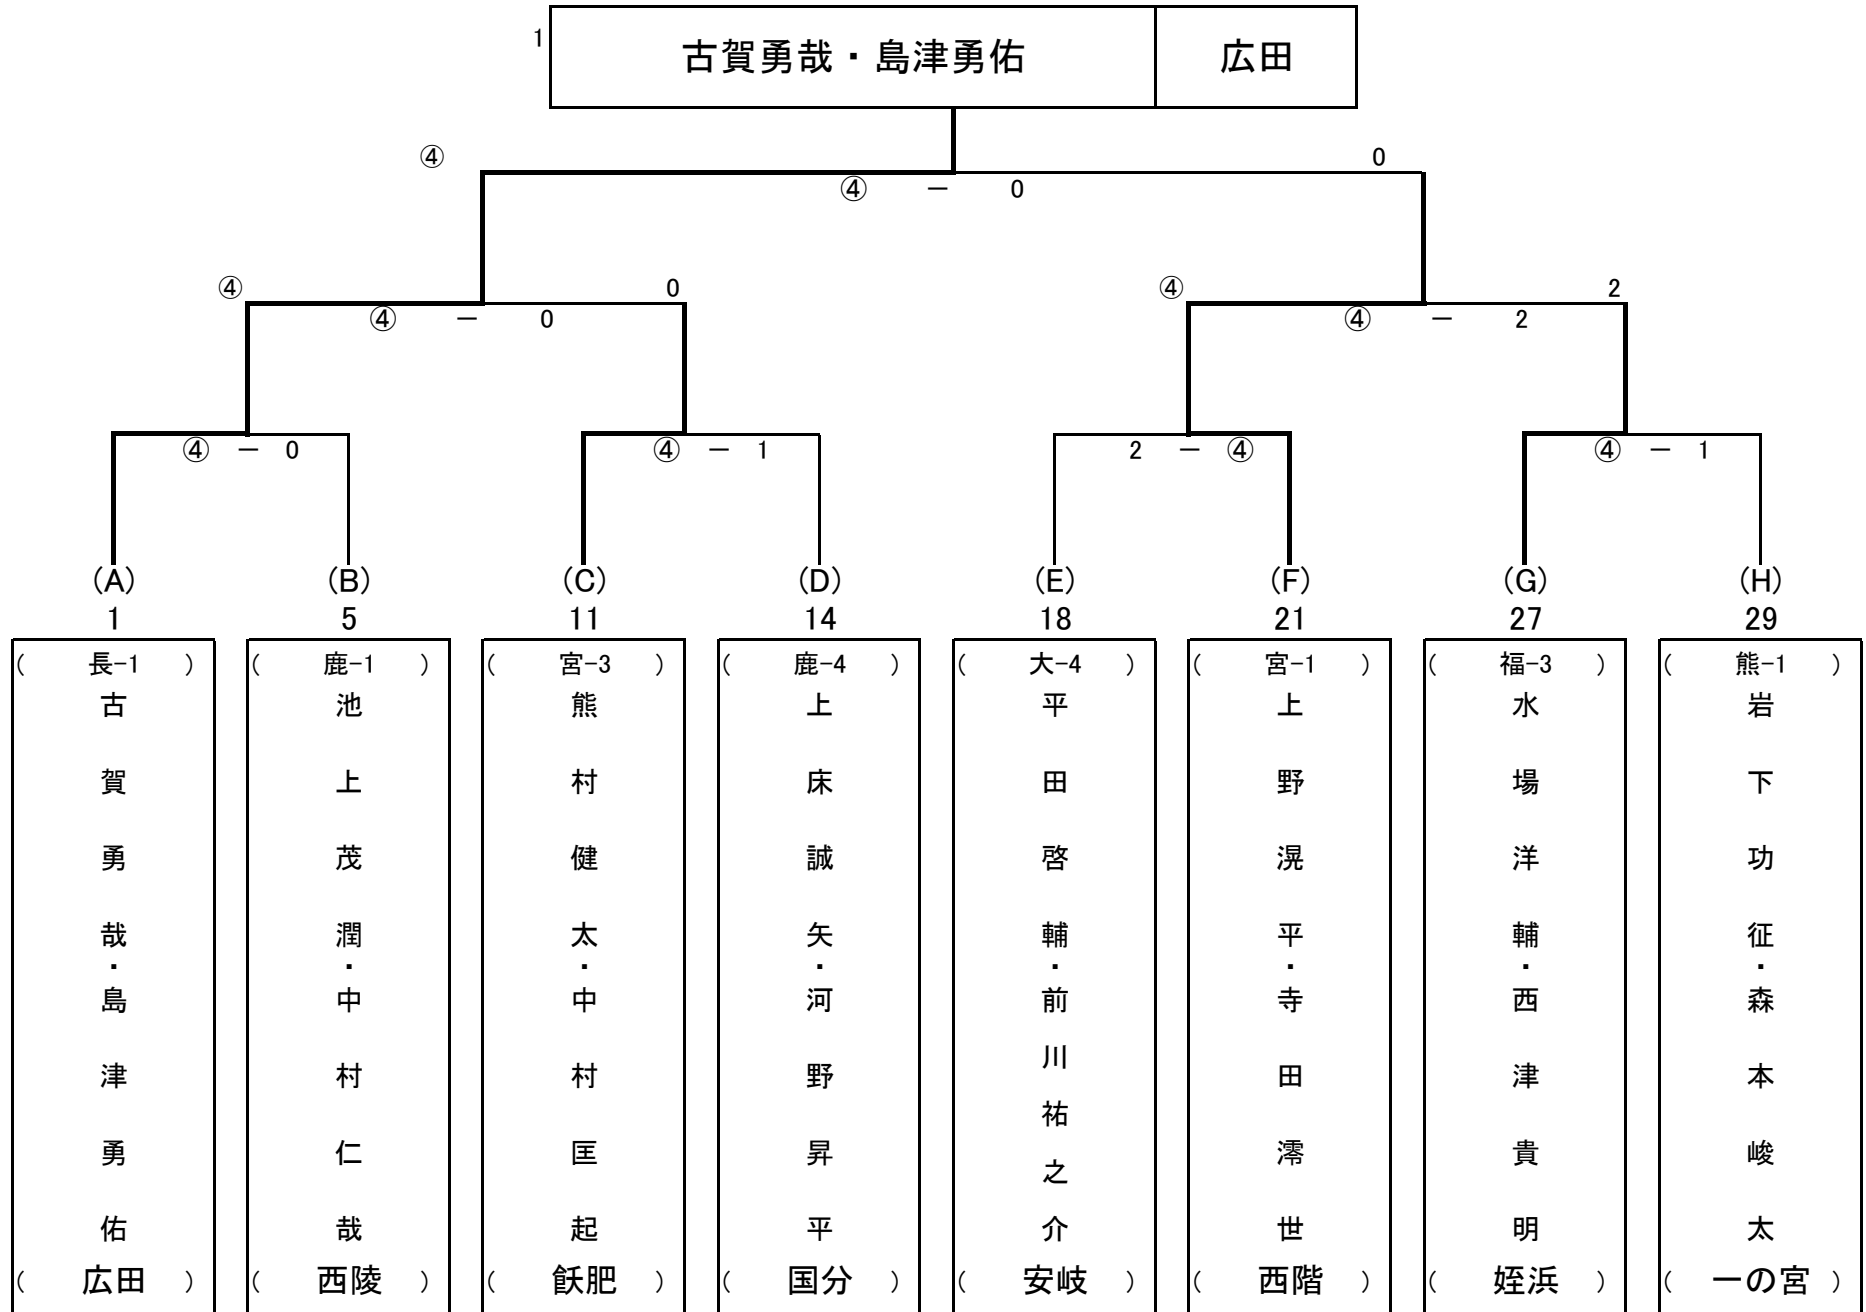 1
古賀勇哉・島津勇佑 広田
④ 0
④ － 0
④ 0 ④ 2
④ － 0 ④ － 2
④ － 0 ④ － 1 2 － ④ ④ － 1
(A) (B) (C) (D) (E) (F) (G) (H)
1 5 11 14 18 21 27 29
( 長-1 ) ( 鹿-1 ) ( 宮-3 ) ( 鹿-4 ) ( 大-4 ) ( 宮-1 ) ( 福-3 ) ( 熊-1 )
古賀勇哉・島津勇佑
池上茂潤・中村仁哉
熊村健太・中村匡起
上床誠矢・河野昇平
平田啓輔・前川祐之介
上野滉平・寺田澪世
水場洋輔・西津貴明
岩下功征・森本峻太
( 広田 ) ( 西陵 ) ( 飫肥 ) ( 国分 ) ( 安岐 ) ( 西階 ) ( 姪浜 ) ( 一の宮 )